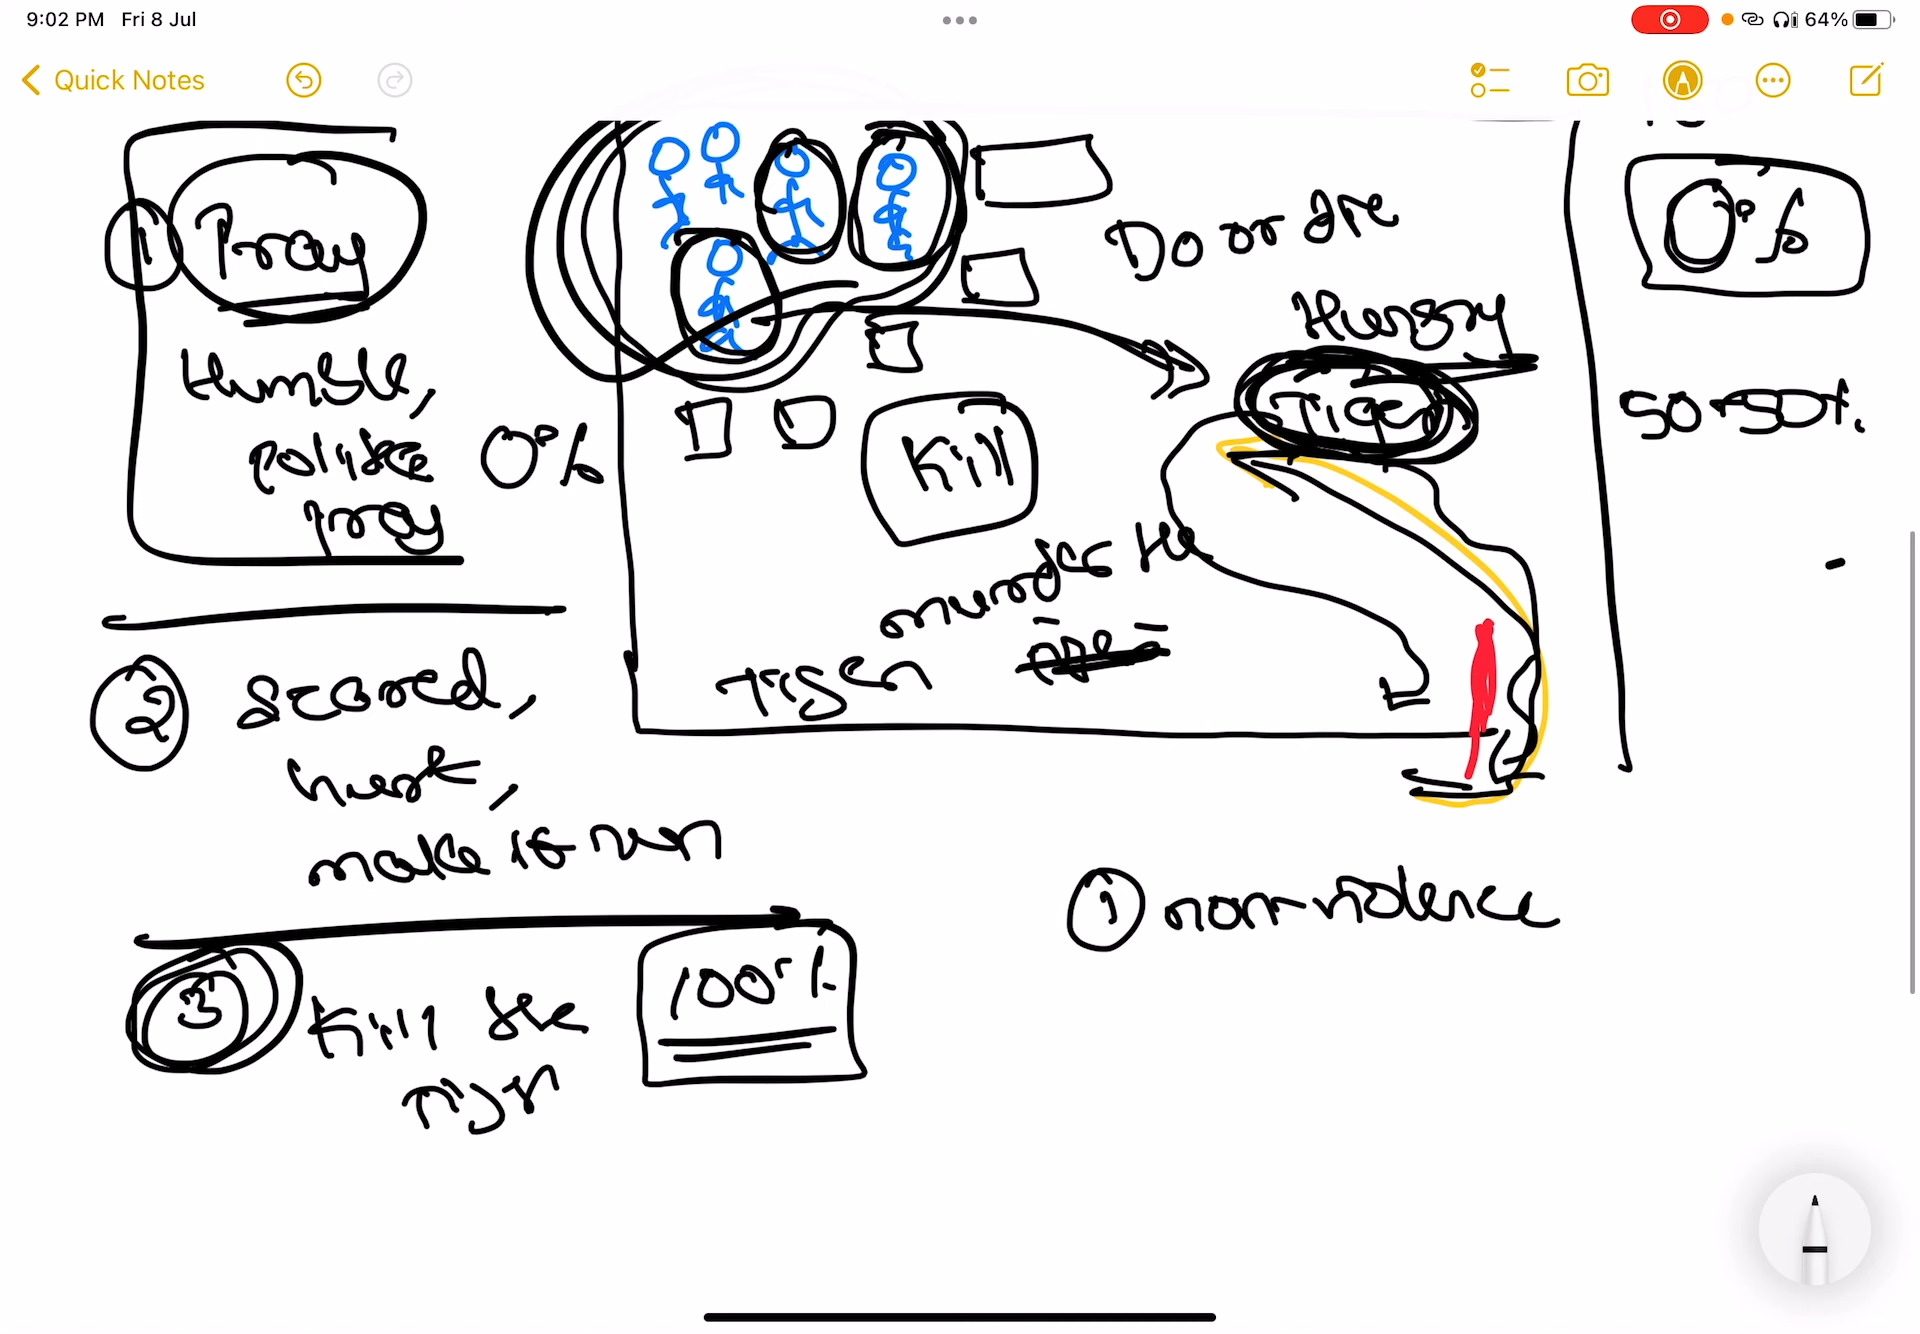 9:02 PM Fri 8 Jul
64%
Quick Notes
1 Pray
Humble,
polite
pray
0%
Do or die
Hungry
Tiger
Kill
murder the
Tiger
0%
50-50%.
2 scared,
hurt,
make it run
3 Kill the
Tiger
100%
1 non-violence